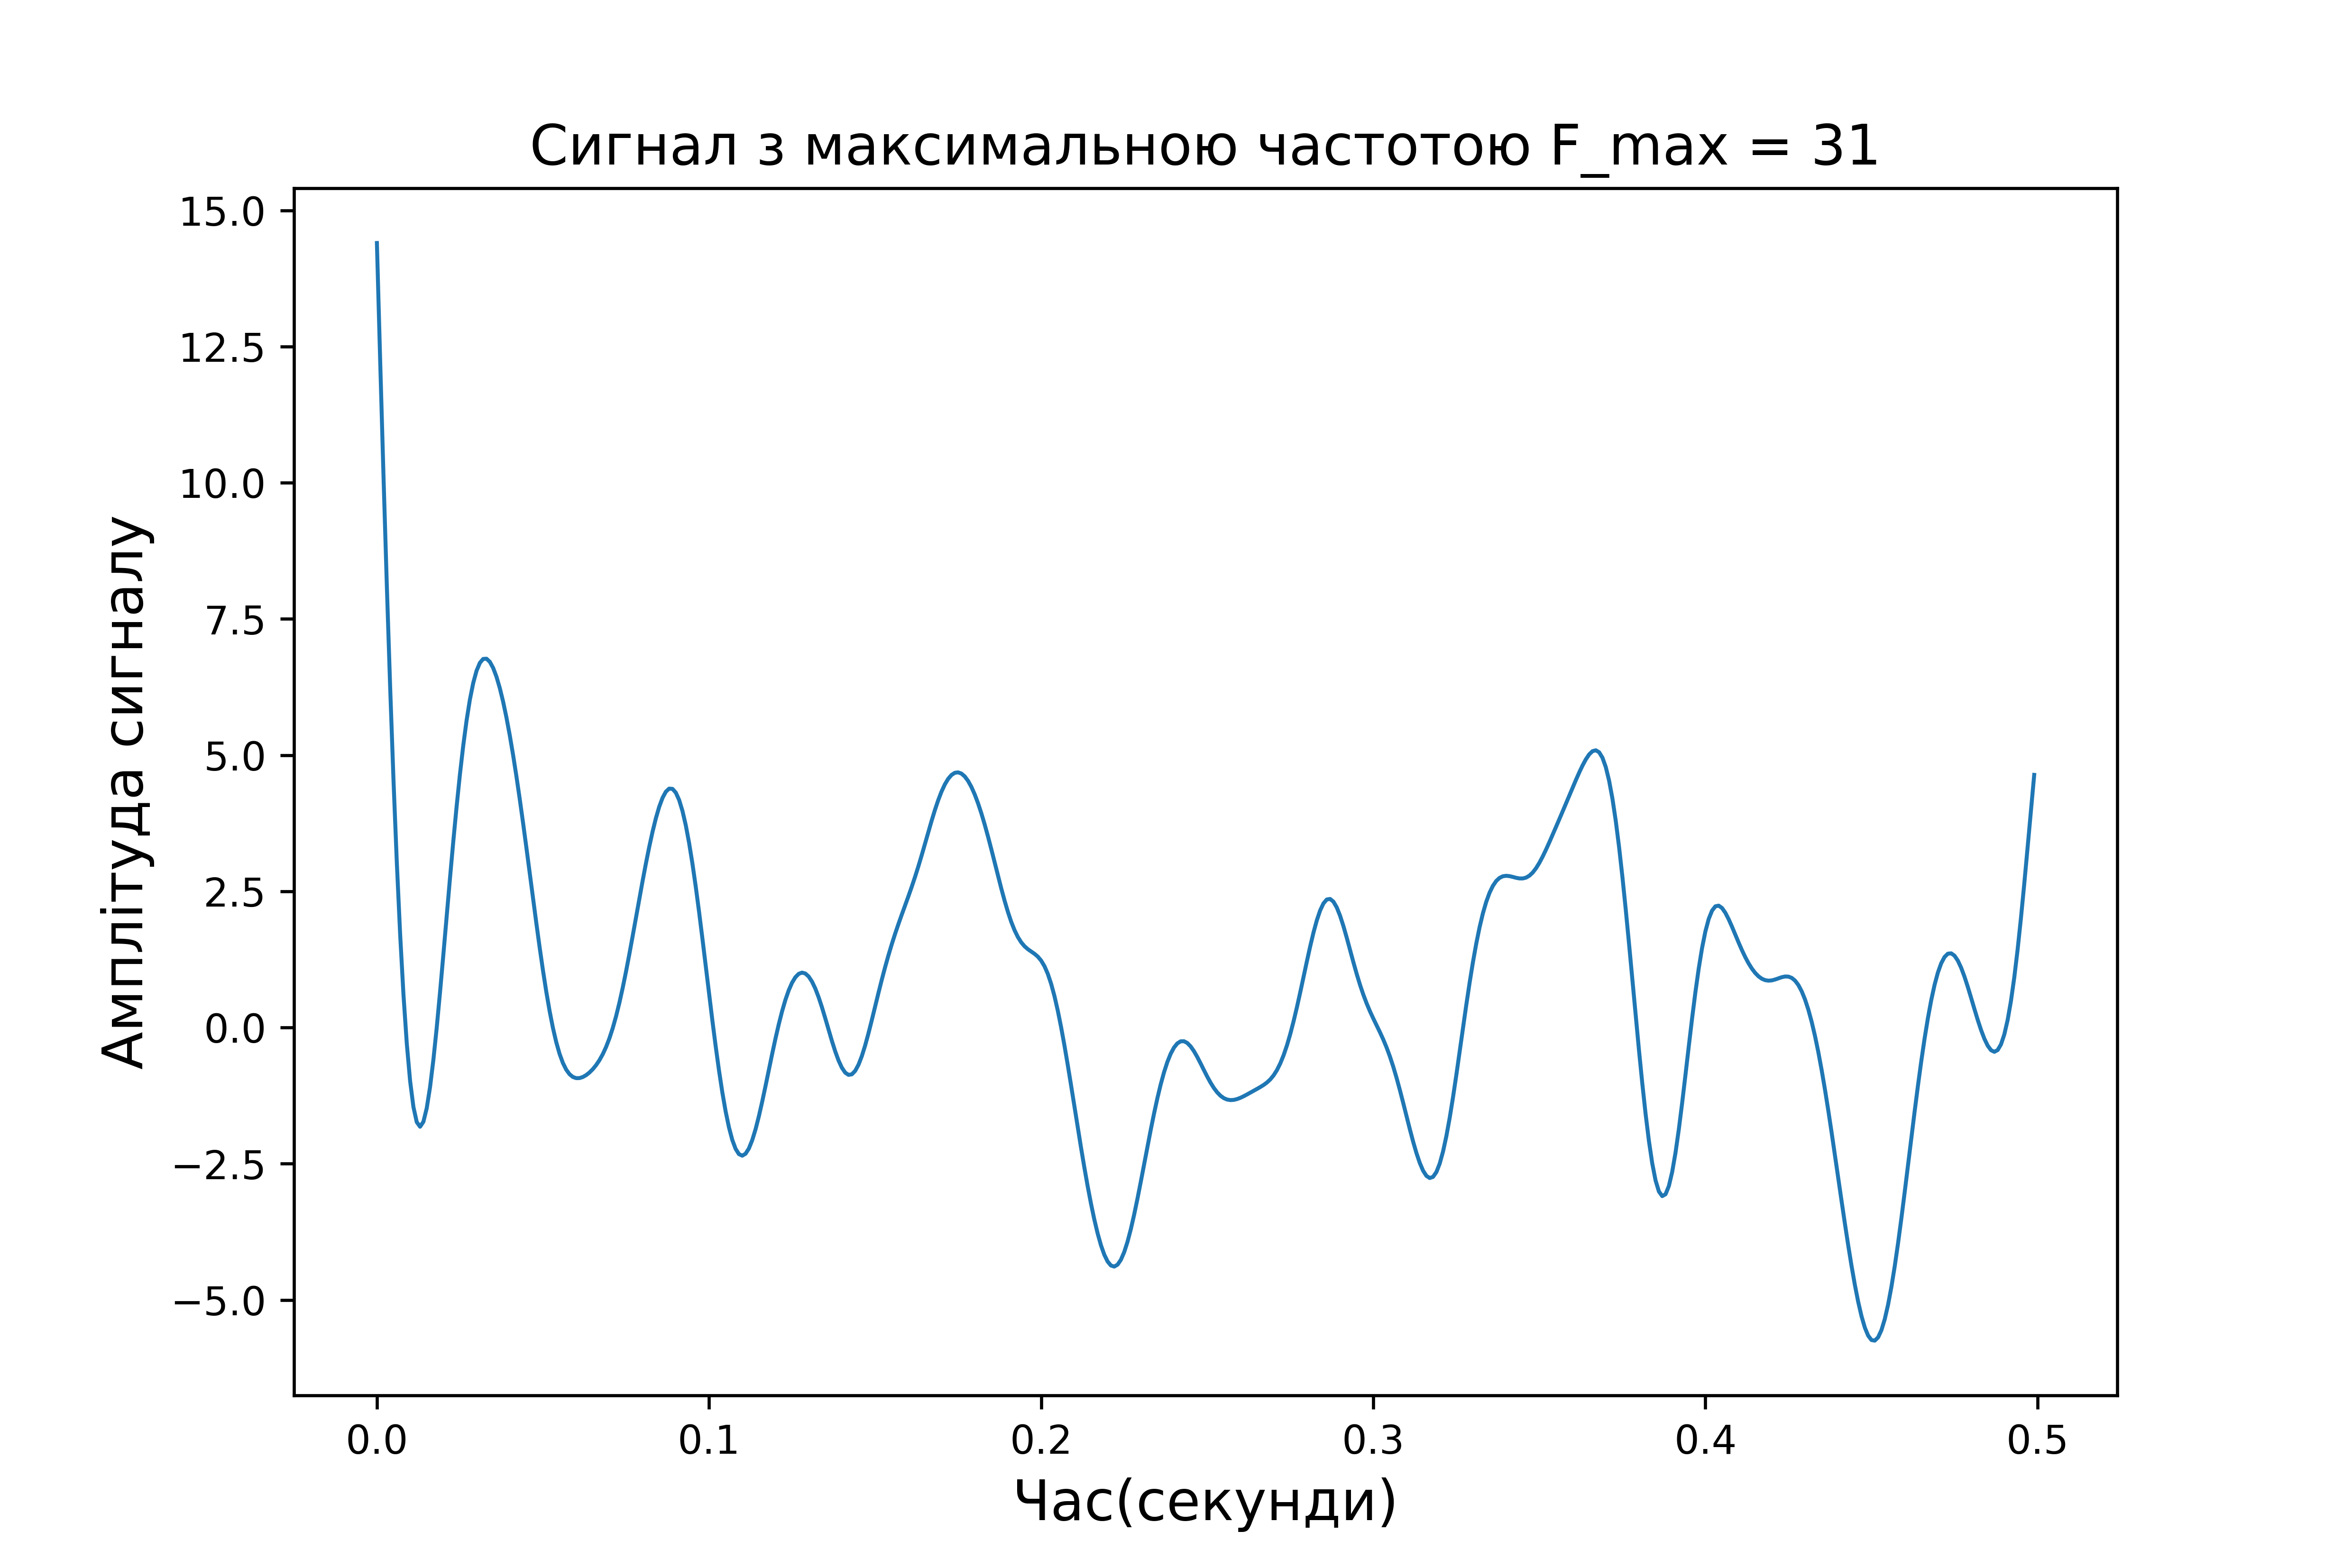 Сигнал з максимальною частотою F_max = 31
15.0
12.5
10.0
7.5
5.0
2.5
0.0
−2.5
−5.0
Амплітуда сигналу
0.0 0.1 0.2 0.3 0.4 0.5
Час(секунди)